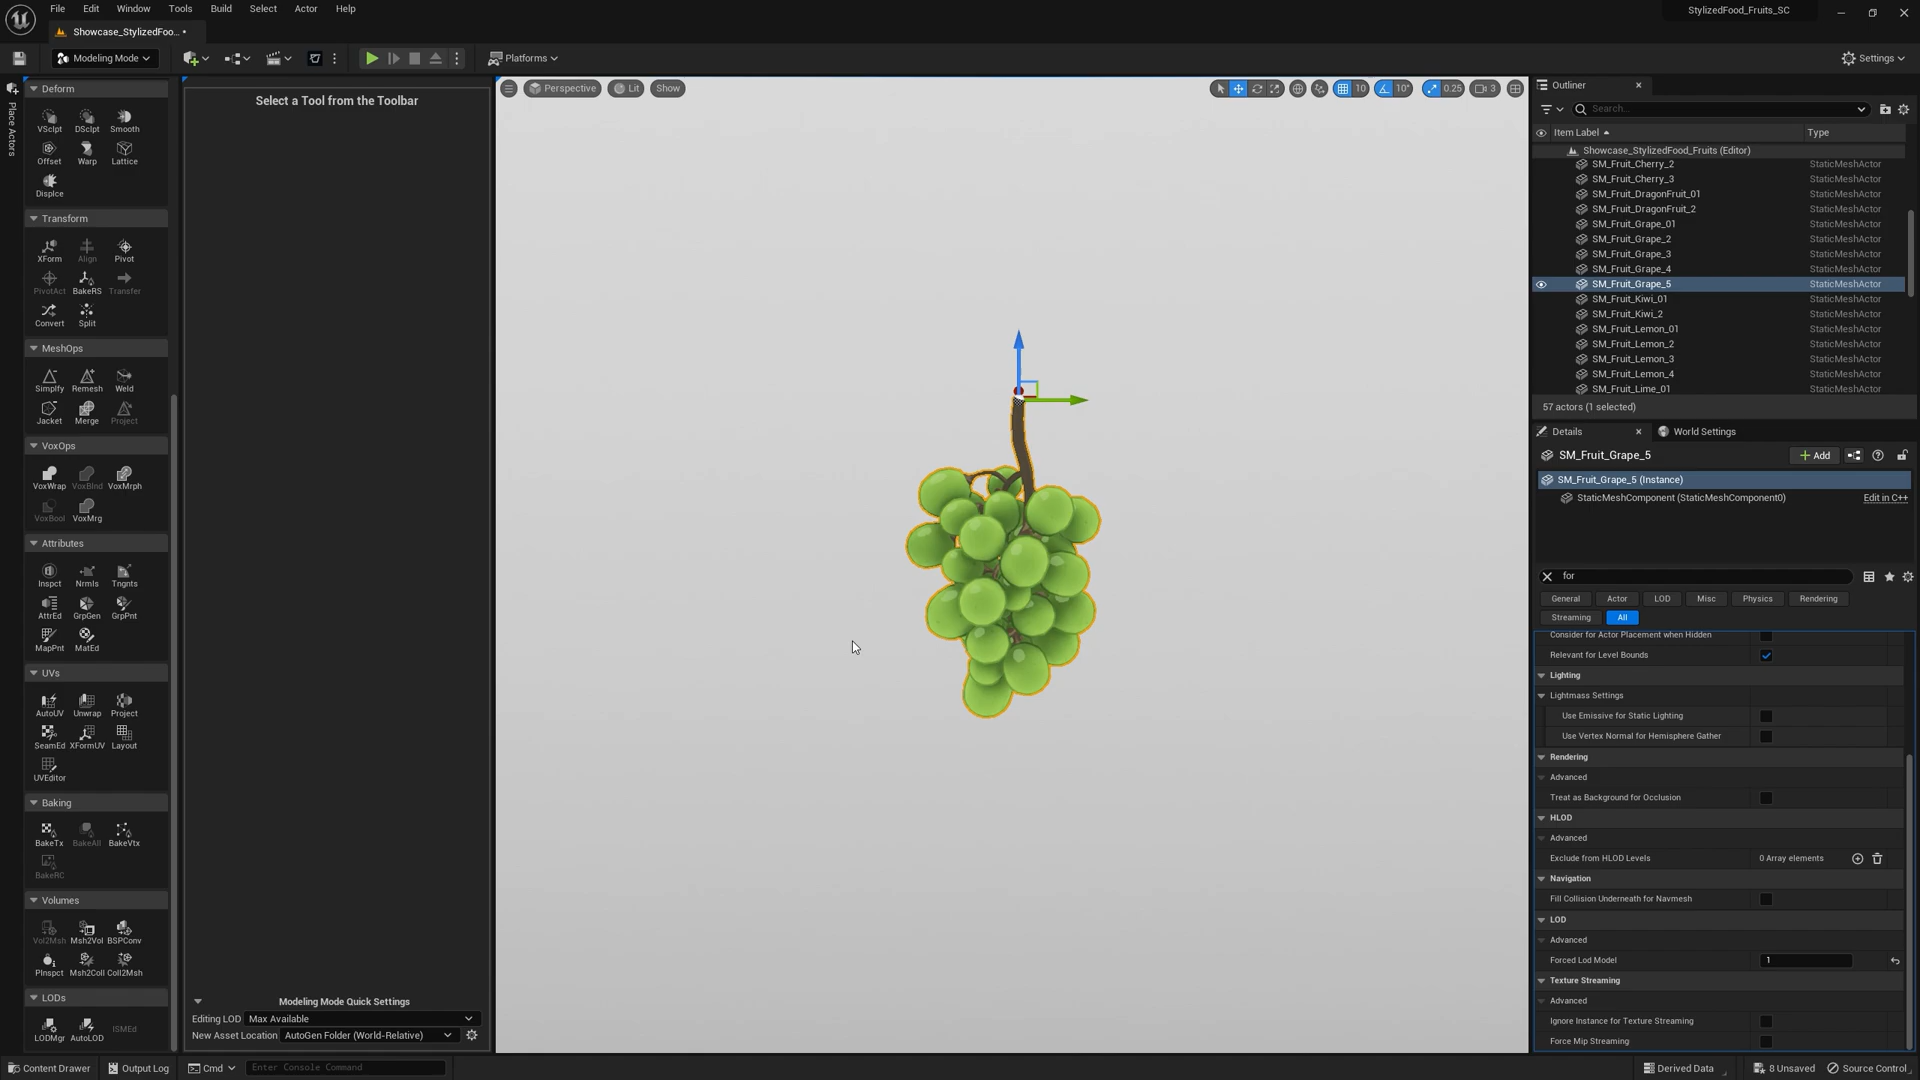 File Edit Window Tools Build Select Actor Help
StylizedFood_Fruits_SC
Showcase_StylizedFoo... •
Modeling Mode
Platforms
Settings
Place Actors
Deform
VSclpt DSclpt Smooth
Offset Warp Lattice
Displce
Transform
XForm Align Pivot
PivotAct BakeRS Transfer
Convert Split
MeshOps
Simplfy Remesh Weld
Jacket Merge Project
VoxOps
VoxWrap VoxBlnd VoxMrph
VoxBool VoxMrg
Attributes
Inspct Nrmls Tngnts
AttrEd GrpGen GrpPnt
MapPnt MatEd
UVs
AutoUV Unwrap Project
SeamEd XFormUV Layout
UVEditor
Baking
BakeTx BakeAll BakeVtx
BakeRC
Volumes
Vol2Msh Msh2Vol BSPConv
PInspct Msh2Coll Coll2Msh
LODs
LODMgr AutoLOD ISMEd
Select a Tool from the Toolbar
Modeling Mode Quick Settings
Editing LOD Max Available
New Asset Location AutoGen Folder (World-Relative)
Perspective Lit Show
10 10° 0.25 3
Outliner
Search...
Item Label Type
Showcase_StylizedFood_Fruits (Editor)
SM_Fruit_Cherry_2 StaticMeshActor
SM_Fruit_Cherry_3 StaticMeshActor
SM_Fruit_DragonFruit_01 StaticMeshActor
SM_Fruit_DragonFruit_2 StaticMeshActor
SM_Fruit_Grape_01 StaticMeshActor
SM_Fruit_Grape_2 StaticMeshActor
SM_Fruit_Grape_3 StaticMeshActor
SM_Fruit_Grape_4 StaticMeshActor
SM_Fruit_Grape_5 StaticMeshActor
SM_Fruit_Kiwi_01 StaticMeshActor
SM_Fruit_Kiwi_2 StaticMeshActor
SM_Fruit_Lemon_01 StaticMeshActor
SM_Fruit_Lemon_2 StaticMeshActor
SM_Fruit_Lemon_3 StaticMeshActor
SM_Fruit_Lemon_4 StaticMeshActor
SM_Fruit_Lime_01 StaticMeshActor
57 actors (1 selected)
Details World Settings
SM_Fruit_Grape_5 Add
SM_Fruit_Grape_5 (Instance)
StaticMeshComponent (StaticMeshComponent0) Edit in C++
for
General Actor LOD Misc Physics Rendering
Streaming All
Consider for Actor Placement when Hidden
Relevant for Level Bounds
Lighting
Lightmass Settings
Use Emissive for Static Lighting
Use Vertex Normal for Hemisphere Gather
Rendering
Advanced
Treat as Background for Occlusion
HLOD
Advanced
Exclude from HLOD Levels 0 Array elements
Navigation
Fill Collision Underneath for Navmesh
LOD
Advanced
Forced Lod Model 1
Texture Streaming
Advanced
Ignore Instance for Texture Streaming
Force Mip Streaming
Content Drawer Output Log Cmd Enter Console Command Derived Data 8 Unsaved Source Control